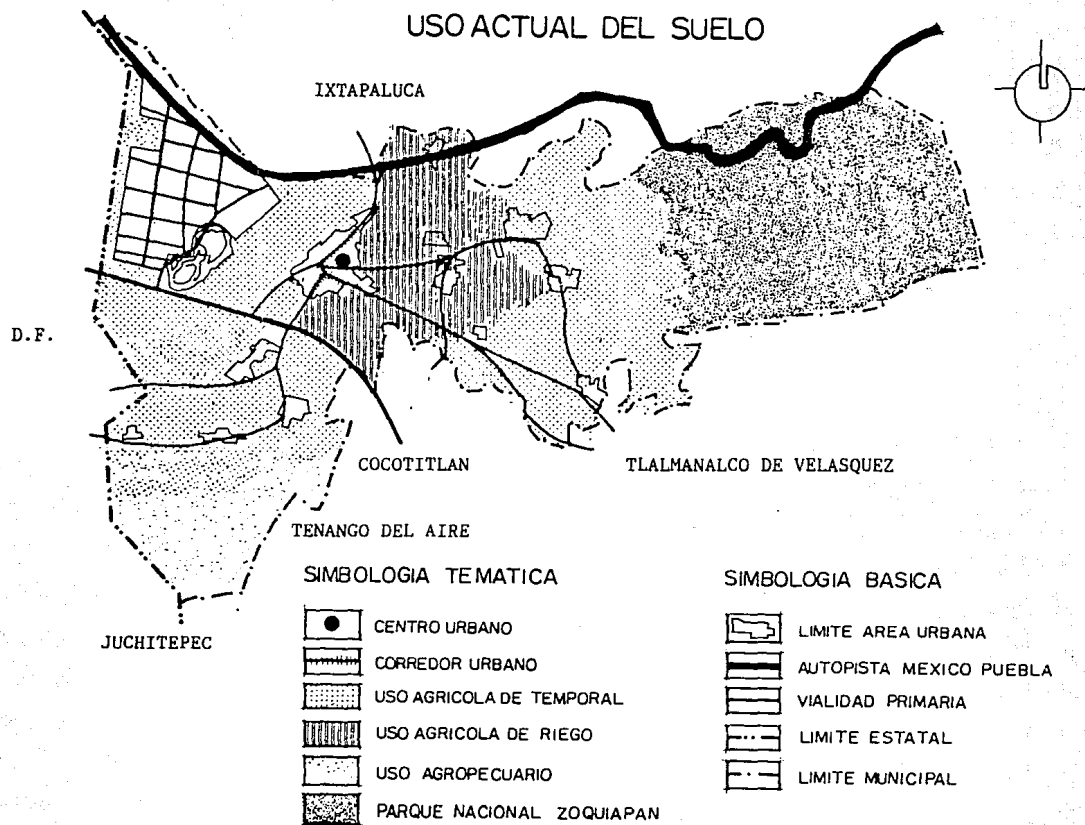 USO ACTUAL DEL SUELO
IXTAPALUCA
D.F.
COCOTITLAN
TLALMANALCO DE VELASQUEZ
TENANGO DEL AIRE
JUCHITEPEC
SIMBOLOGIA TEMATICA
CENTRO URBANO
CORREDOR URBANO
USO AGRICOLA DE TEMPORAL
USO AGRICOLA DE RIEGO
USO AGROPECUARIO
PARQUE NACIONAL ZOQUIAPAN
SIMBOLOGIA BASICA
LIMITE AREA URBANA
AUTOPISTA MEXICO PUEBLA
VIALIDAD PRIMARIA
LIMITE ESTATAL
LIMITE MUNICIPAL